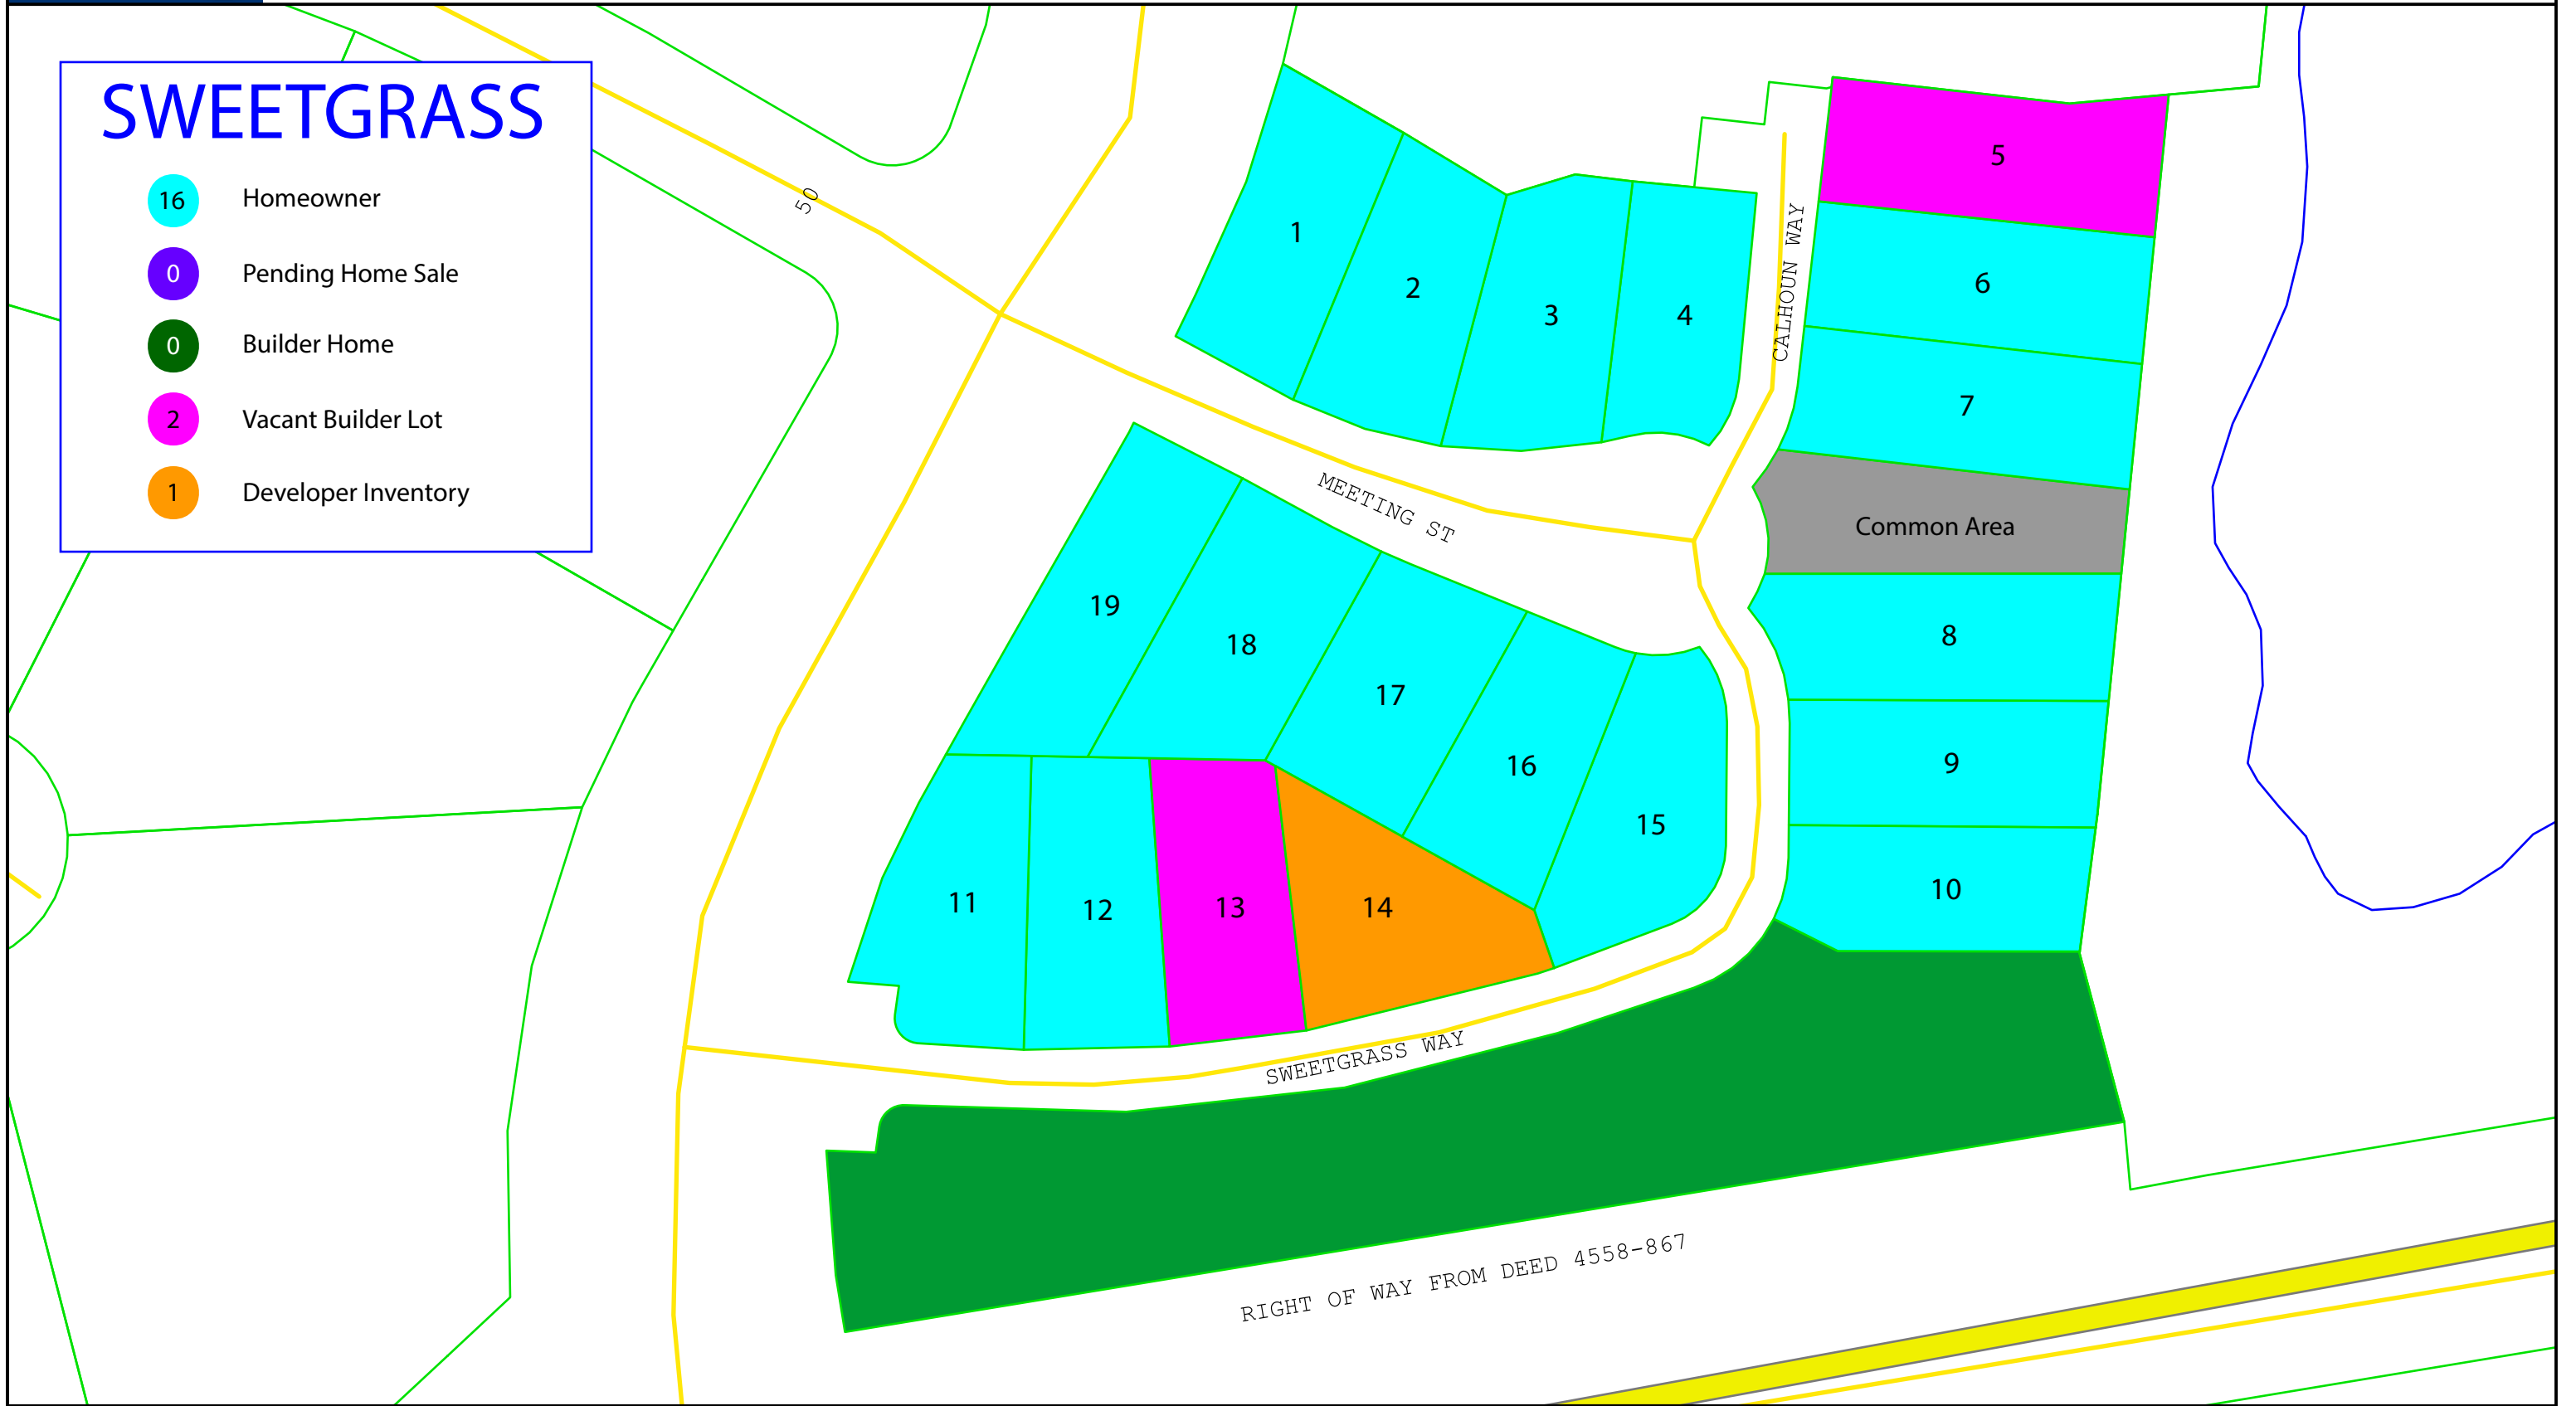 SWEETGRASS
16 Homeowner
0 Pending Home Sale
0 Builder Home
2 Vacant Builder Lot
1 Developer Inventory
50
1
2
3
4
CALHOUN WAY
5
6
7
Common Area
MEETING ST
8
9
10
19
18
17
16
15
11
12
13
14
SWEETGRASS WAY
RIGHT OF WAY FROM DEED 4558-867